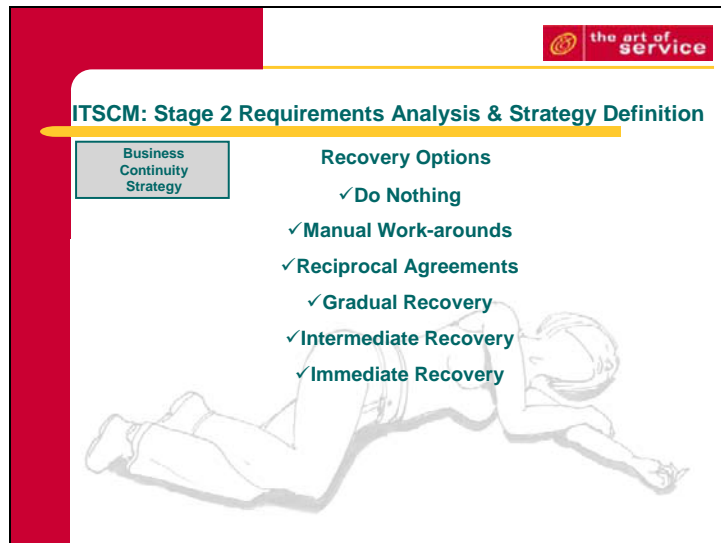 the art of
service
ITSCM: Stage 2 Requirements Analysis & Strategy Definition
Business
Continuity
Strategy
Recovery Options
✓Do Nothing
✓Manual Work-arounds
✓Reciprocal Agreements
✓Gradual Recovery
✓Intermediate Recovery
✓Immediate Recovery